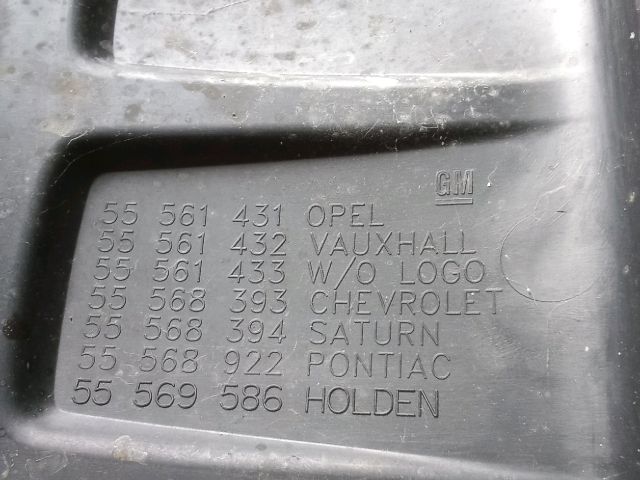 GM
55 561 431 OPEL
55 561 432 VAUXHALL
55 561 433 W/O LOGO
55 568 393 CHEVROLET
55 568 394 SATURN
55 568 922 PONTIAC
55 569 586 HOLDEN